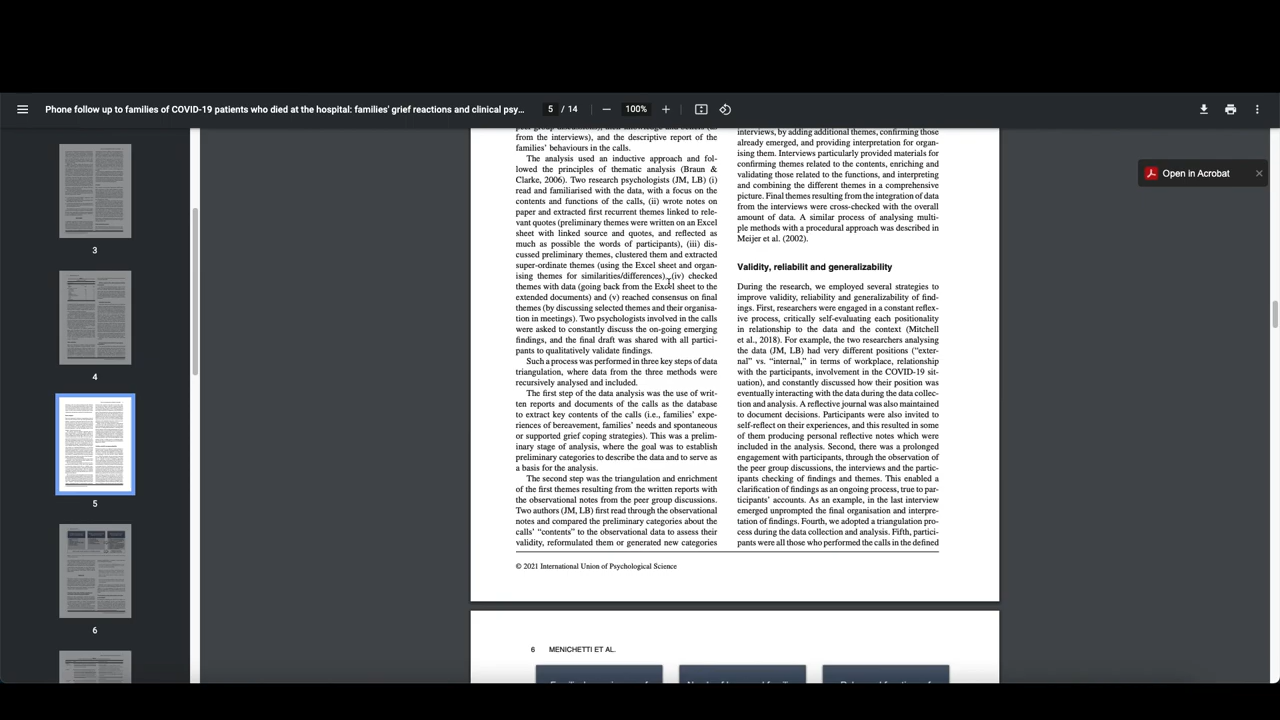 Phone follow up to families of COVID-19 patients who died at the hospital: families' grief reactions and clinical psy...
5 / 14
100%
Open in Acrobat
3
4
5
6
from the interviews), and the descriptive report of the
families' behaviours in the calls.
The analysis used an inductive approach and fol-
lowed the principles of thematic analysis (Braun &
Clarke, 2006). Two research psychologists (JM, LB) (i)
read and familiarised with the data, with a focus on the
contents and functions of the calls, (ii) wrote notes on
paper and extracted first recurrent themes linked to rele-
vant quotes (preliminary themes were written on an Excel
sheet with linked source and quotes, and reflected as
much as possible the words of participants), (iii) dis-
cussed preliminary themes, clustered them and extracted
super-ordinate themes (using the Excel sheet and organ-
ising themes for similarities/differences), (iv) checked
themes with data (going back from the Excel sheet to the
extended documents) and (v) reached consensus on final
themes (by discussing selected themes and their organisa-
tion in meetings). Two psychologists involved in the calls
were asked to constantly discuss the on-going emerging
findings, and the final draft was shared with all partici-
pants to qualitatively validate findings.
Such a process was performed in three key steps of data
triangulation, where data from the three methods were
recursively analysed and included.
The first step of the data analysis was the use of writ-
ten reports and documents of the calls as the database
to extract key contents of the calls (i.e., families' expe-
riences of bereavement, families' needs and spontaneous
or supported grief coping strategies). This was a prelim-
inary stage of analysis, where the goal was to establish
preliminary categories to describe the data and to serve as
a basis for the analysis.
The second step was the triangulation and enrichment
of the first themes resulting from the written reports with
the observational notes from the peer group discussions.
Two authors (JM, LB) first read through the observational
notes and compared the preliminary categories about the
calls' “contents” to the observational data to assess their
validity, reformulated them or generated new categories
interviews, by adding additional themes, confirming those
already emerged, and providing interpretation for organ-
ising them. Interviews particularly provided materials for
confirming themes related to the contents, enriching and
validating those related to the functions, and interpreting
and combining the different themes in a comprehensive
picture. Final themes resulting from the integration of data
from the interviews were cross-checked with the overall
amount of data. A similar process of analysing multi-
ple methods with a procedural approach was described in
Meijer et al. (2002).
Validity, reliabilit and generalizability
During the research, we employed several strategies to
improve validity, reliability and generalizability of find-
ings. First, researchers were engaged in a constant reflex-
ive process, critically self-evaluating each positionality
in relationship to the data and the context (Mitchell
et al., 2018). For example, the two researchers analysing
the data (JM, LB) had very different positions (“exter-
nal” vs. “internal,” in terms of workplace, relationship
with the participants, involvement in the COVID-19 sit-
uation), and constantly discussed how their position was
eventually interacting with the data during the data collec-
tion and analysis. A reflective journal was also maintained
to document decisions. Participants were also invited to
self-reflect on their experiences, and this resulted in some
of them producing personal reflective notes which were
included in the analysis. Second, there was a prolonged
engagement with participants, through the observation of
the peer group discussions, the interviews and the partic-
ipants checking of findings and themes. This enabled a
clarification of findings as an ongoing process, true to par-
ticipants' accounts. As an example, in the last interview
emerged unprompted the final organisation and interpre-
tation of findings. Fourth, we adopted a triangulation pro-
cess during the data collection and analysis. Fifth, partici-
pants were all those who performed the calls in the defined
© 2021 International Union of Psychological Science
6 MENICHETTI ET AL.